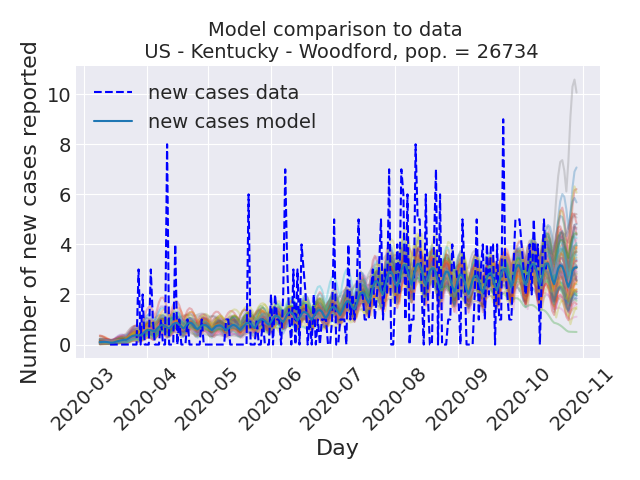 Model comparison to data
US - Kentucky - Woodford, pop. = 26734
Number of new cases reported
10
8
6
4
2
0
new cases data
new cases model
2020-03
2020-04
2020-05
2020-06
2020-07
2020-08
2020-09
2020-10
2020-11
Day